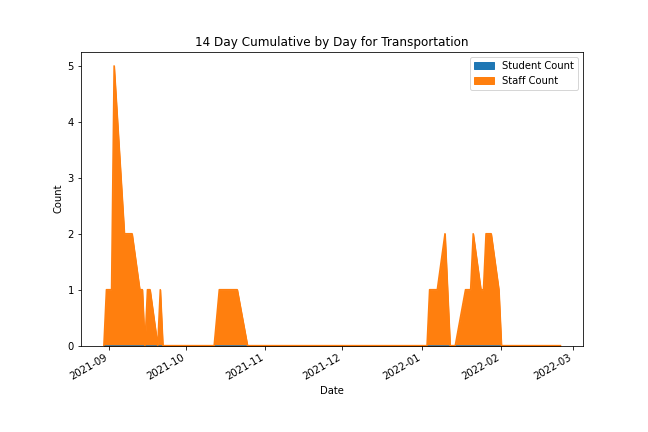 14 Day Cumulative by Day for Transportation
Student Count
Staff Count
5
4
3
2
1
0
Count
2021-09
2021-10
2021-11
2021-12
2022-01
2022-02
2022-03
Date